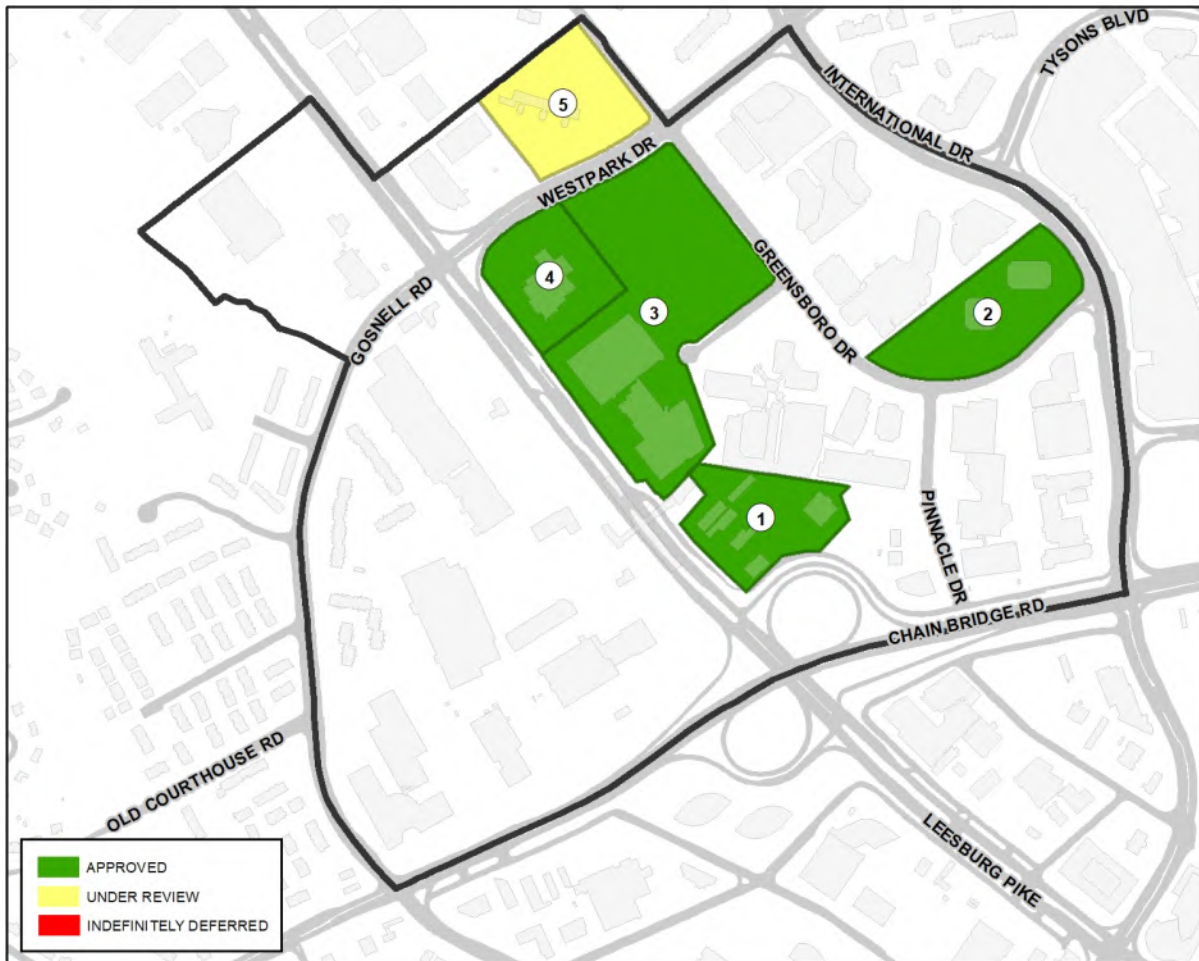 TYSONS BLVD
INTERNATIONAL DR
5
WESTPARK DR
GREENSBORO DR
4
3
2
GOSNELL RD
1
PINNACLE DR
CHAIN BRIDGE RD
OLD COURTHOUSE RD
LEESBURG PIKE
APPROVED
UNDER REVIEW
INDEFINITELY DEFERRED